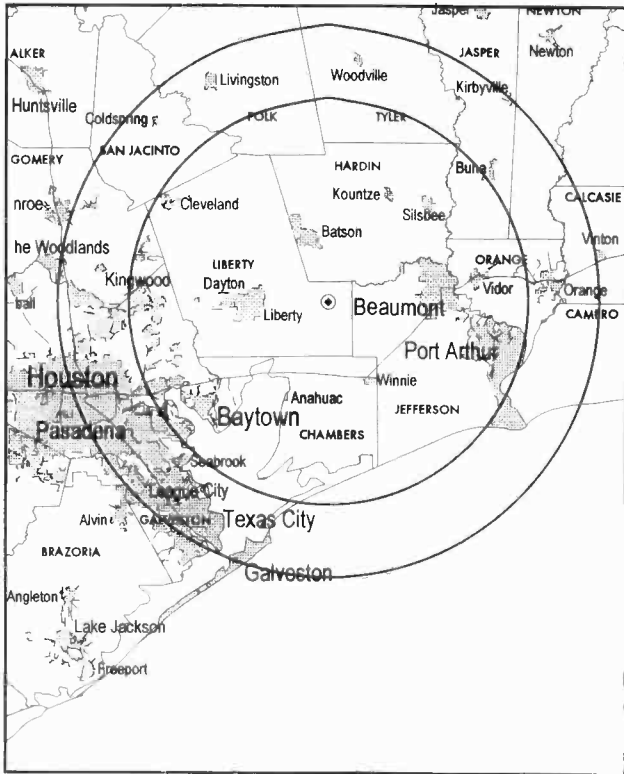 Jasper
NEWTON
ALKER
JASPER
Newton
Livingston
Woodville
Huntsville
Kirbyville
Coldspring
POLK
TYLER
SAN JACINTO
GOMERY
HARDIN
Buna
Kountze
CALCASIE
nroe
Cleveland
Silsbee
Batson
Vinton
he Woodlands
LIBERTY
ORANGE
Kingwood
Dayton
Vidor
Orange
ball
Liberty
Beaumont
CAMERO
Port Arthur
Houston
Winnie
Anahuac
JEFFERSON
Baytown
Pasadena
CHAMBERS
Seabrook
League City
Alvin
GALVESTON
Texas City
BRAZORIA
Galveston
Angleton
Lake Jackson
Freeport